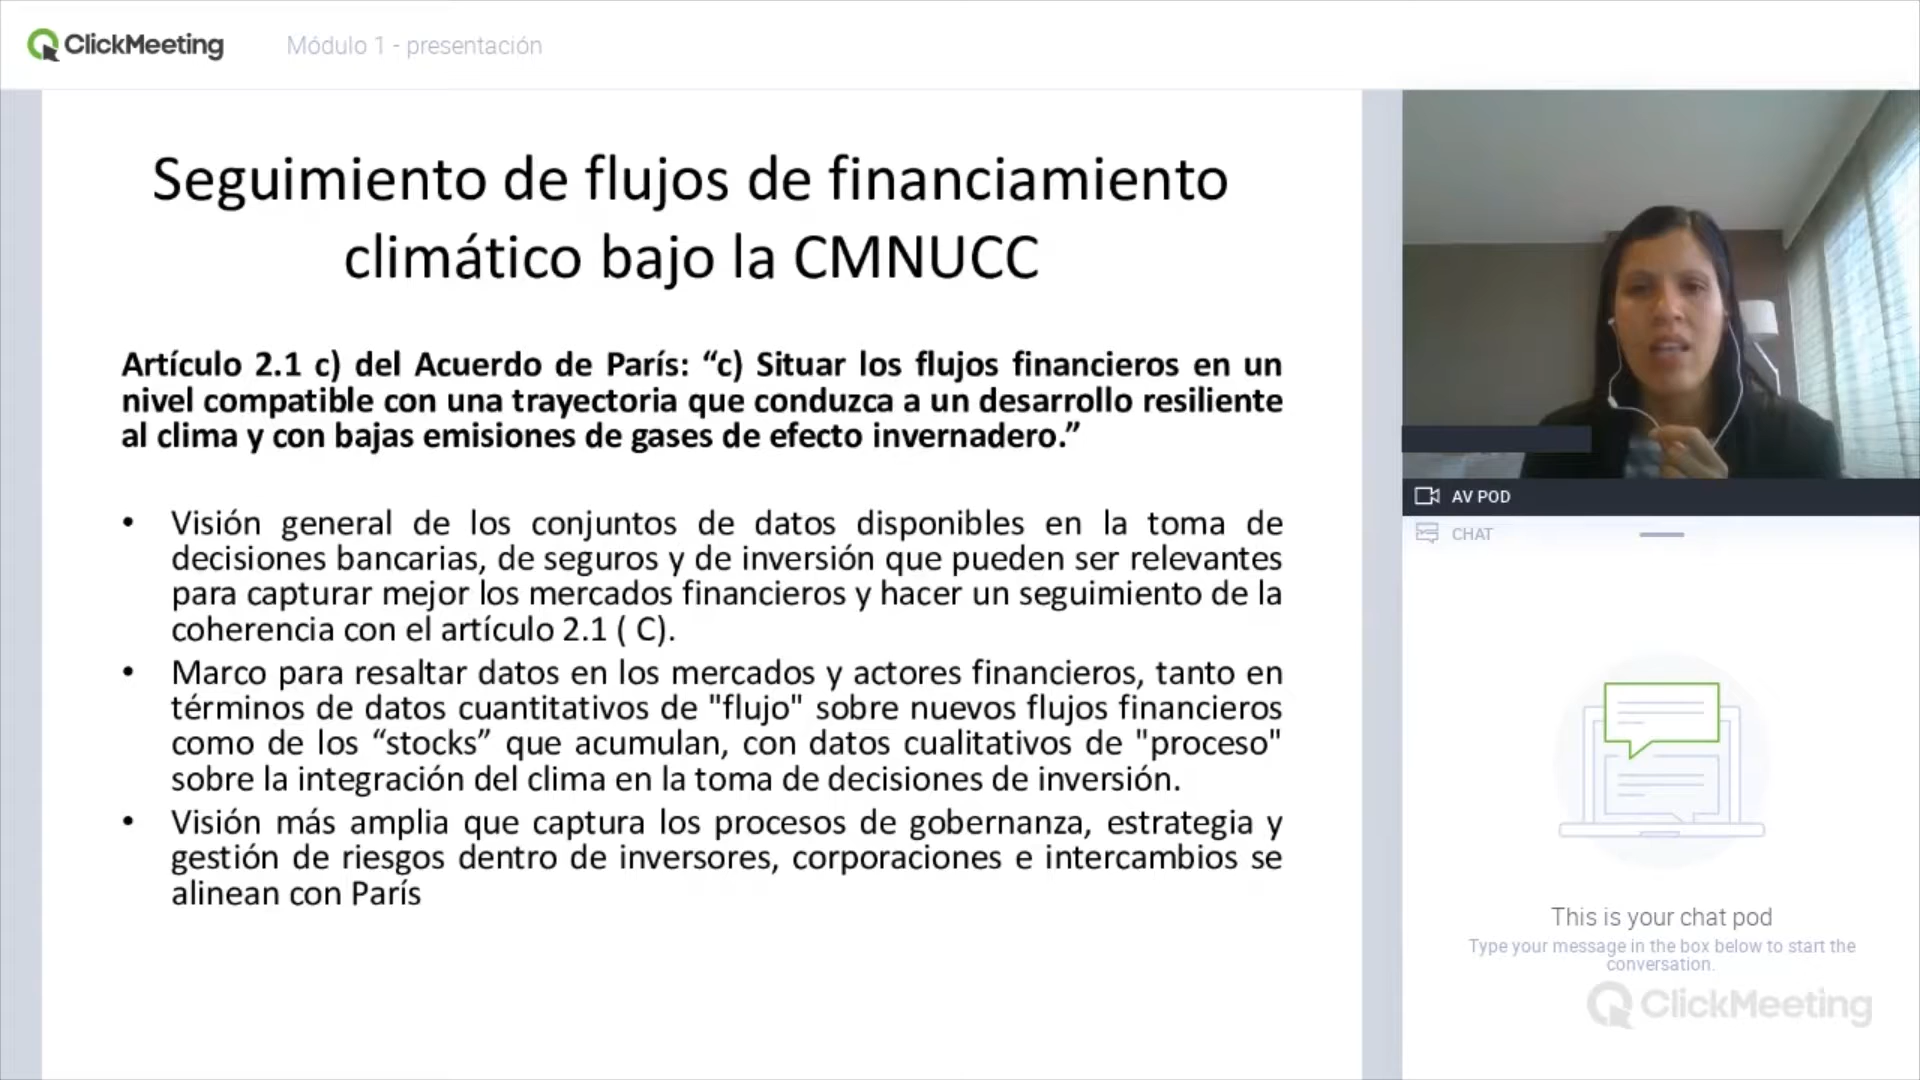 ClickMeeting
Módulo 1 - presentación
Seguimiento de flujos de financiamiento
climático bajo la CMNUCC
Artículo 2.1 c) del Acuerdo de París: “c) Situar los flujos financieros en un
nivel compatible con una trayectoria que conduzca a un desarrollo resiliente
al clima y con bajas emisiones de gases de efecto invernadero.”
• Visión general de los conjuntos de datos disponibles en la toma de
decisiones bancarias, de seguros y de inversión que pueden ser relevantes
para capturar mejor los mercados financieros y hacer un seguimiento de la
coherencia con el artículo 2.1 ( C).
• Marco para resaltar datos en los mercados y actores financieros, tanto en
términos de datos cuantitativos de "flujo" sobre nuevos flujos financieros
como de los “stocks” que acumulan, con datos cualitativos de "proceso"
sobre la integración del clima en la toma de decisiones de inversión.
• Visión más amplia que captura los procesos de gobernanza, estrategia y
gestión de riesgos dentro de inversores, corporaciones e intercambios se
alinean con París
AV POD
CHAT
This is your chat pod
Type your message in the box below to start the
conversation.
ClickMeeting